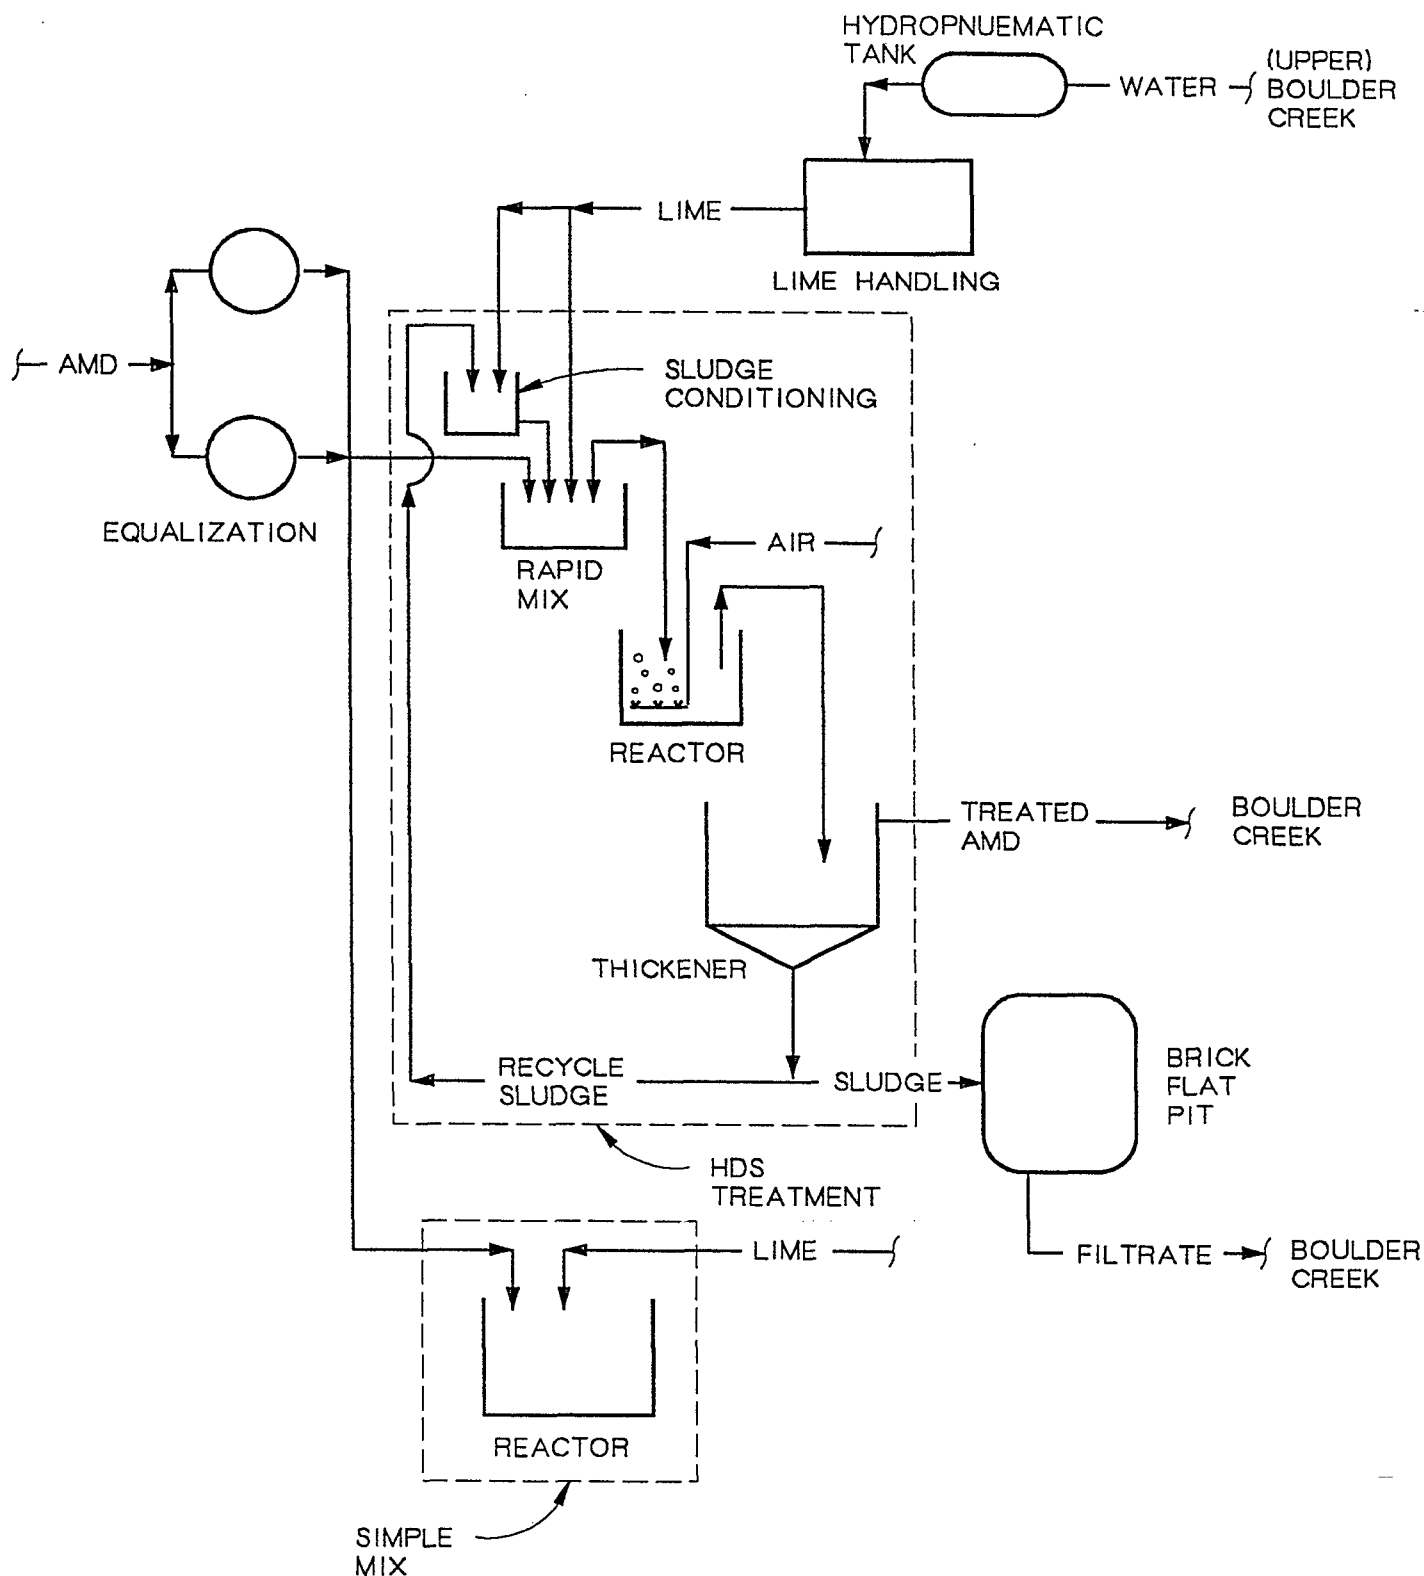 HYDROPNUEMATIC
TANK
WATER
(UPPER)
BOULDER
CREEK
LIME
LIME HANDLING
AMD
SLUDGE
CONDITIONING
EQUALIZATION
AIR
RAPID
MIX
REACTOR
TREATED
AMD
BOULDER
CREEK
THICKENER
RECYCLE
SLUDGE
SLUDGE
BRICK
FLAT
PIT
HDS
TREATMENT
LIME
FILTRATE
BOULDER
CREEK
REACTOR
SIMPLE
MIX